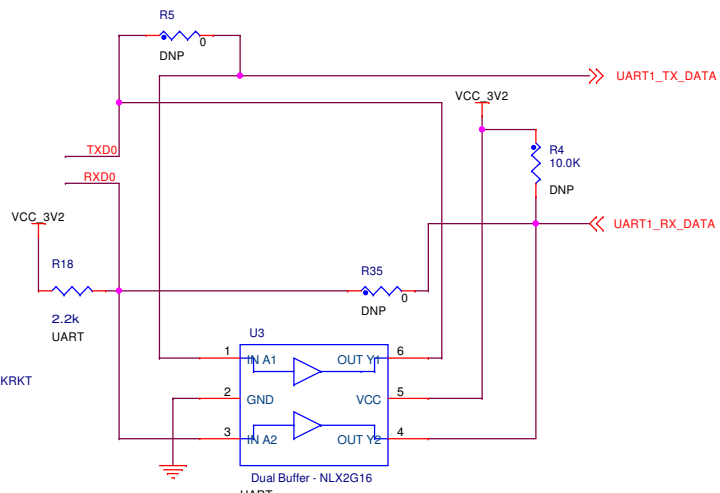 R5
0
DNP
UART1_TX_DATA
VCC_3V2
TXD0
R4
10.0K
RXD0
DNP
VCC_3V2
UART1_RX_DATA
R18
R35
0
2.2k
DNP
UART
U3
1 IN A1 OUT Y1 6
KRKT
2 GND VCC 5
3 IN A2 OUT Y2 4
Dual Buffer - NLX2G16
UART